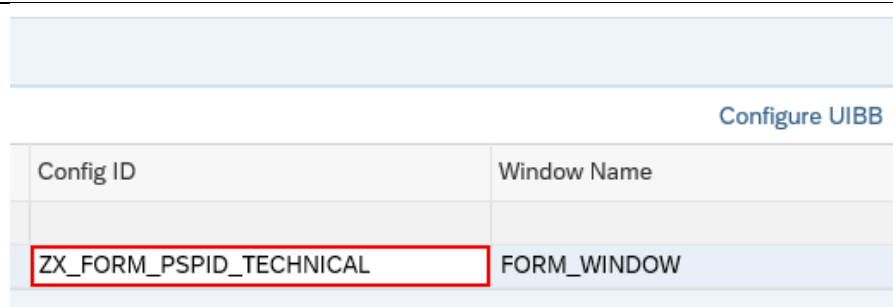 Configure UIBB
Config ID Window Name
ZX_FORM_PSPID_TECHNICAL FORM_WINDOW